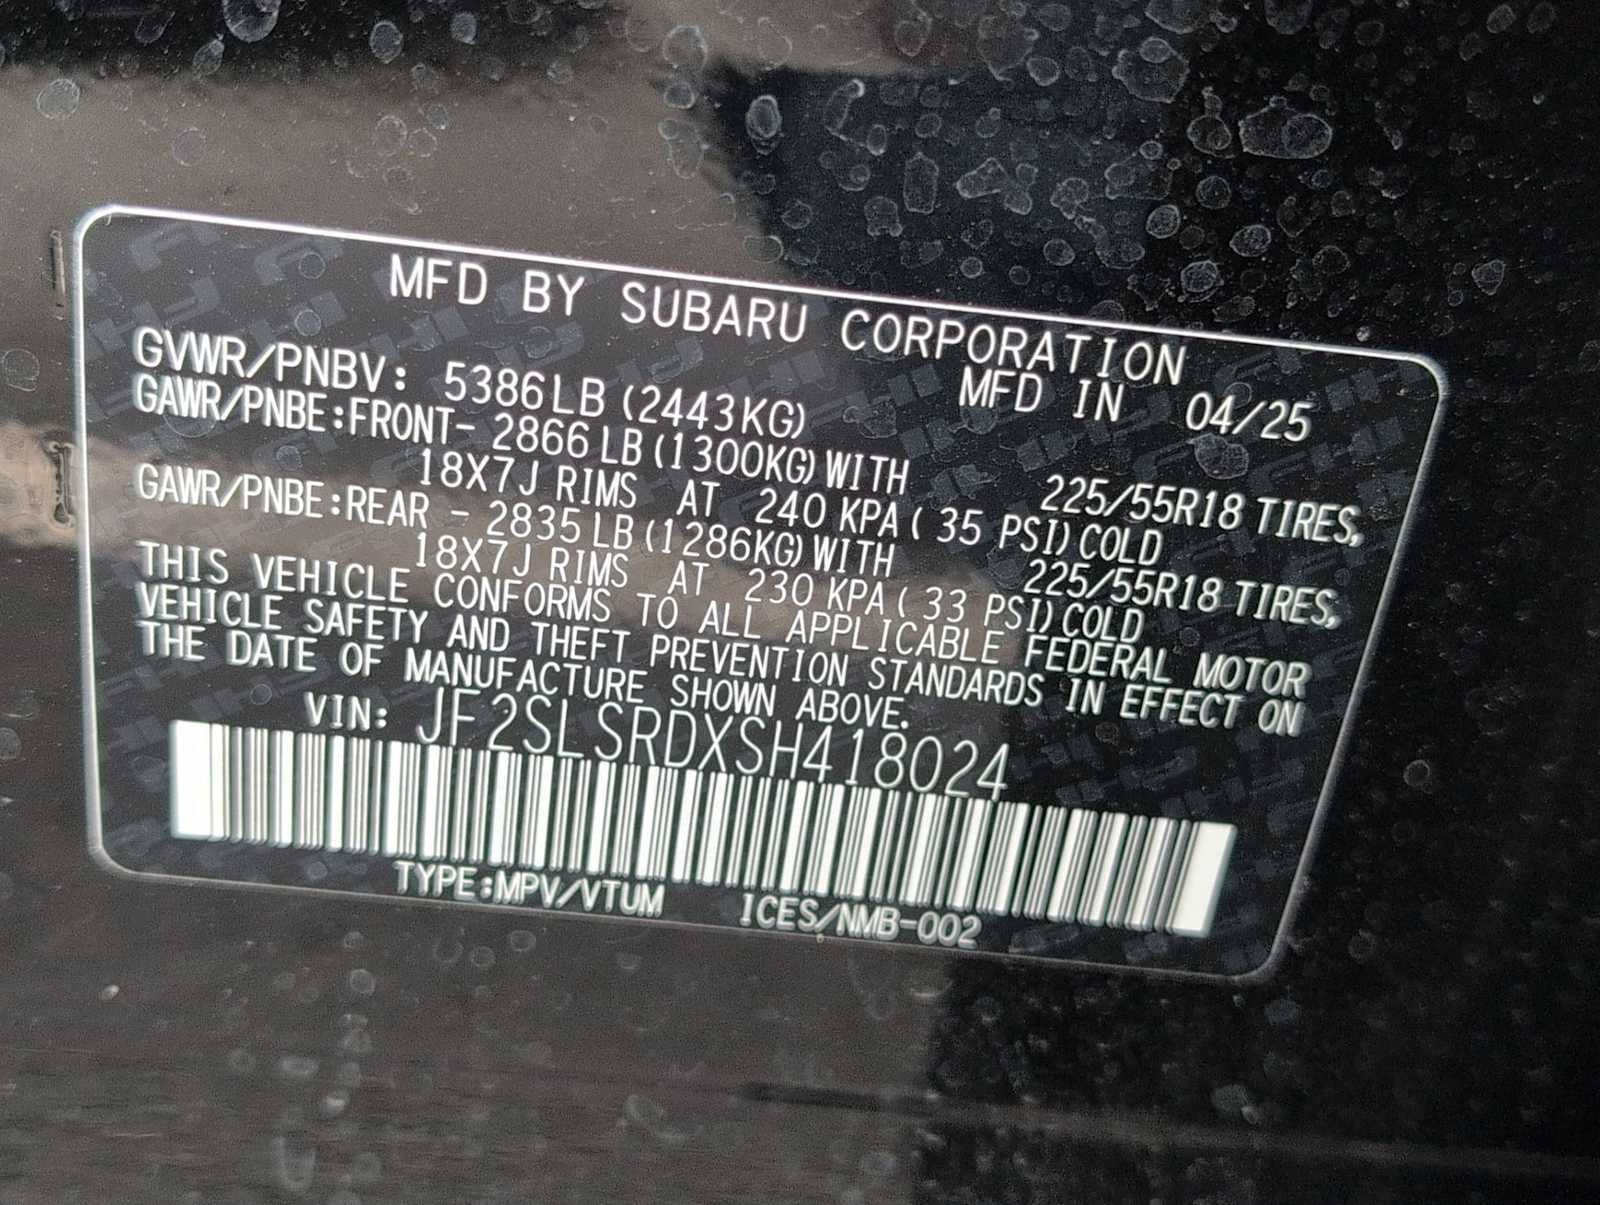 MFD BY SUBARU CORPORATION
GVWR/PNBV: 5386LB (2443KG) MFD IN 04/25
GAWR/PNBE:FRONT- 2866 LB (1300KG) WITH 225/55R18 TIRES,
18X7J RIMS AT 240 KPA ( 35 PSI) COLD
GAWR/PNBE:REAR - 2835 LB (1286KG) WITH 225/55R18 TIRES,
18X7J RIMS AT 230 KPA ( 33 PSI) COLD
THIS VEHICLE CONFORMS TO ALL APPLICABLE FEDERAL MOTOR
VEHICLE SAFETY AND THEFT PREVENTION STANDARDS IN EFFECT ON
THE DATE OF MANUFACTURE SHOWN ABOVE.
VIN: JF2SLSRDXSH418024
TYPE:MPV/VTUM ICES/NMB-002